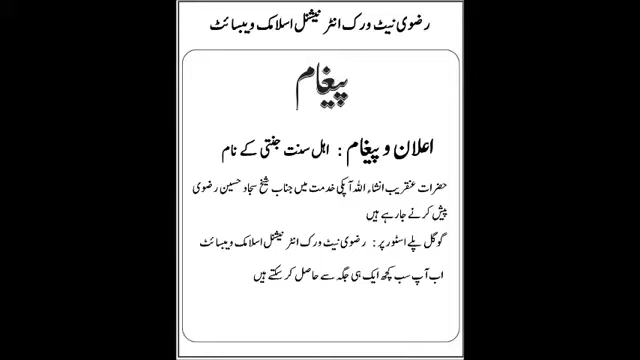 رضوی نیٹ ورک انٹرنیشنل اسلامک ویبسائٹ
پیغام
اعلان و پیغام : اہل سنت جنتی کے نام
حضرات عنقریب انشاء اللہ آپکی خدمت میں جناب شیخ سجاد حسین رضوی
پیش کرنے جارہے ہیں
گوگل پلے اسٹور پر : رضوی نیٹ ورک انٹرنیشنل اسلامک ویبسائٹ
اب آپ سب کچھ ایک ہی جگہ سے حاصل کر سکتے ہیں